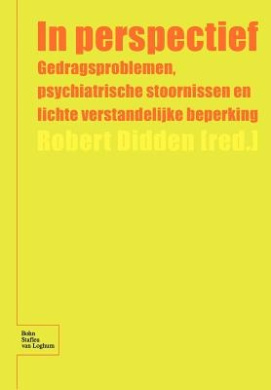 In perspectief
Gedragsproblemen,
psychiatrische stoornissen en
lichte verstandelijke beperking
Robert Didden [red.]
Bohn
Stafleu
van Loghum